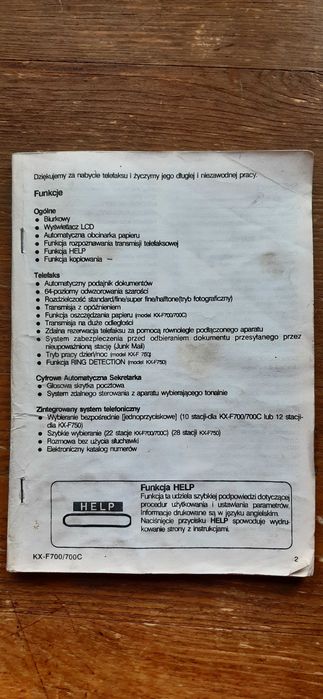 Dziękujemy za nabycie telefaksu i życzymy jego długiej i niezawodnej pracy.
Funkcje
Ogólne
● Biurkowy
● Wyświetlacz LCD
● Automatyczna obcinarka papieru
● Funkcja rozpoznawania transmisji telefaksowej
● Funkcja HELP
● Funkcja kopiowania -
Telefaks
● Automatyczny podajnik dokumentów
● 64-poziomy odwzorowania szarości
● Rozdzielczość standard/fine/super fine/halftone(tryb fotograficzny)
● Transmisja z opóźnieniem
● Funkcja oszczędzania papieru (model KX-F700/700C)
● Transmisja na duże odległości
● Zdalna rezerwacja telefaksu za pomocą równolegle podłączonego aparatu
● System zabezpieczenia przed odbieraniem dokumentu przesyłanego przez
nieupoważnioną stację (Junk Mail)
● Tryb pracy dzień/noc (model KX-F 750)
● Funkcja RING DETECTION (model KX-F750)
Cyfrowa Automatyczna Sekretarka
● Głosowa skrytka pocztowa
● System zdalnego sterowania z aparatu wybierającego tonalnie
Zintegrowany system telefoniczny
● Wybieranie bezpośrednie [jednoprzyciskowe] (10 stacji-dla KX-F700/700C lub 12 stacji-
dla KX-F750)
● Szybkie wybieranie (22 stacje KX-F700/700C) (28 stacji KX-F750)
● Rozmowa bez użycia słuchawki
● Elektroniczny katalog numerów
HELP
Funkcja HELP
Funkcja ta udziela szybkiej podpowiedzi dotyczącej
procedur użytkowania i ustawiania parametrów.
Informacje drukowane są w języku angielskim.
Naciśnięcie przycisku HELP spowoduje wydru-
kowanie strony z instrukcjami.
KX-F700/700C
2